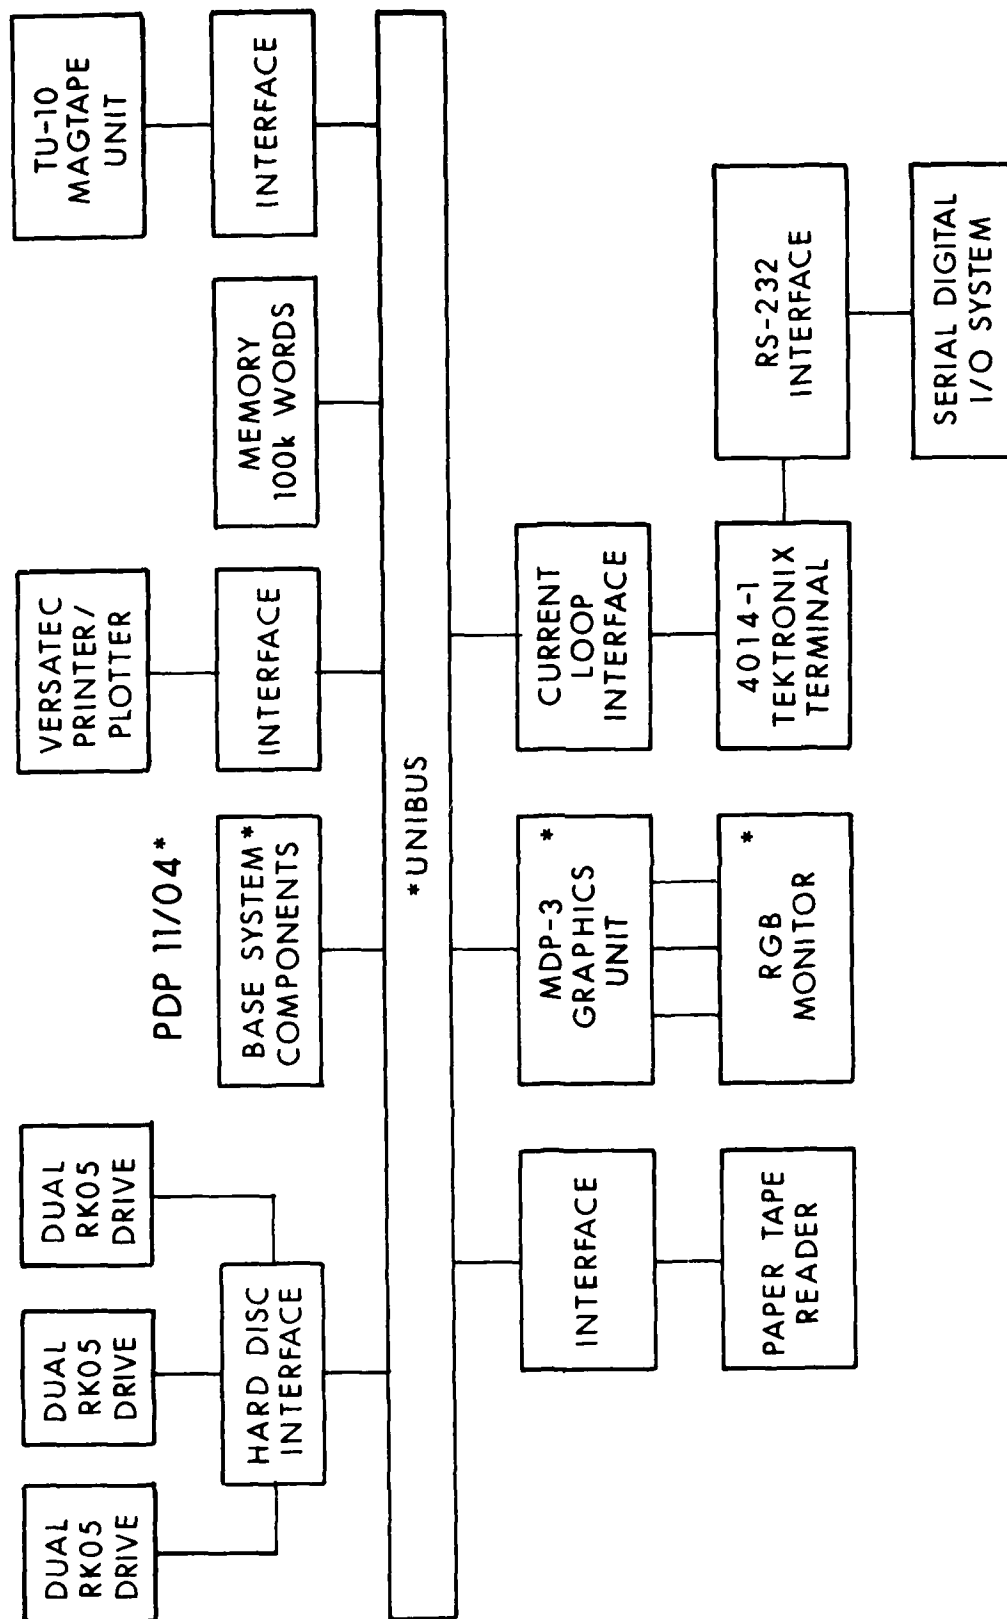 DUAL
RK05
DRIVE
DUAL
RK05
DRIVE
DUAL
RK05
DRIVE
HARD DISC
INTERFACE
PDP 11/04*
BASE SYSTEM*
COMPONENTS
VERSATEC
PRINTER/
PLOTTER
INTERFACE
MEMORY
100k WORDS
TU-10
MAGTAPE
UNIT
INTERFACE
*UNIBUS
INTERFACE
PAPER TAPE
READER
MDP-3 *
GRAPHICS
UNIT
RGB *
MONITOR
CURRENT
LOOP
INTERFACE
4014-1
TEKTRONIX
TERMINAL
RS-232
INTERFACE
SERIAL DIGITAL
I/O SYSTEM